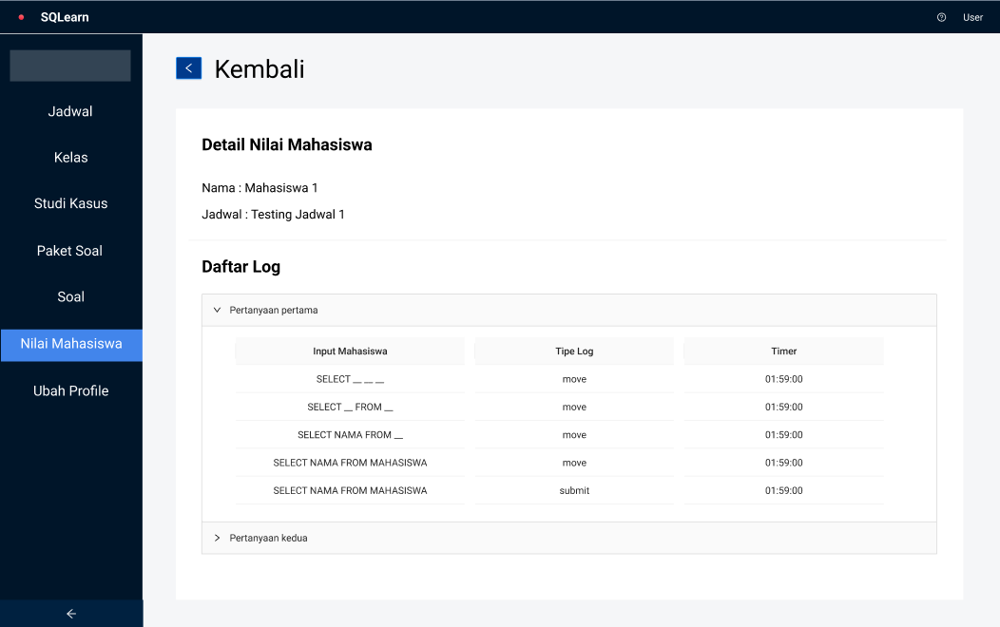 SQLearn
User
Jadwal
Kelas
Studi Kasus
Paket Soal
Soal
Nilai Mahasiswa
Ubah Profile
Kembali
Detail Nilai Mahasiswa
Nama : Mahasiswa 1
Jadwal : Testing Jadwal 1
Daftar Log
Pertanyaan pertama
Input Mahasiswa Tipe Log Timer
SELECT __ __ __ move 01:59:00
SELECT __ FROM __ move 01:59:00
SELECT NAMA FROM __ move 01:59:00
SELECT NAMA FROM MAHASISWA move 01:59:00
SELECT NAMA FROM MAHASISWA submit 01:59:00
Pertanyaan kedua